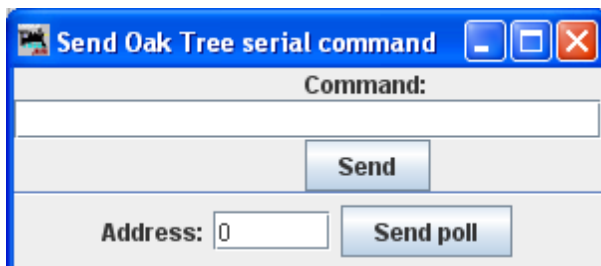 Send Oak Tree serial command
Command:
Send
Address: 0 Send poll